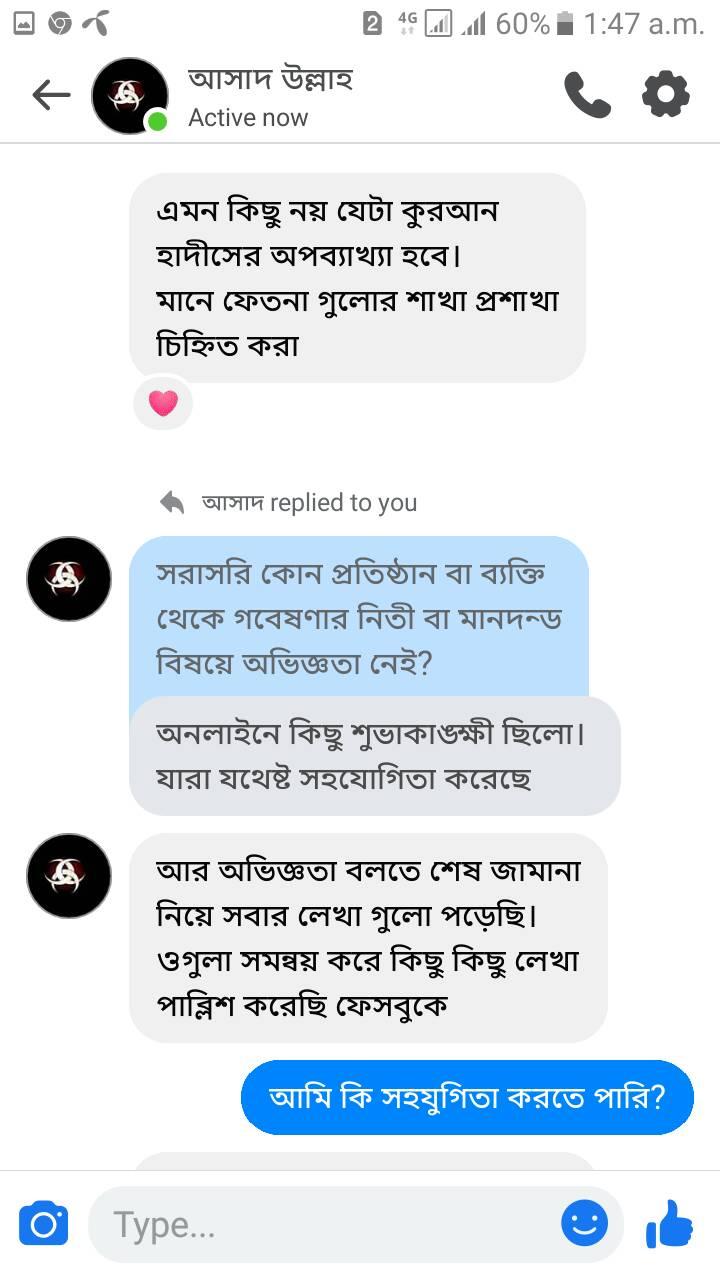 2 4G 60% 1:47 a.m.
আসাদ উল্লাহ
Active now
এমন কিছু নয় যেটা কুরআন
হাদীসের অপব্যাখ্যা হবে।
মানে ফেতনা গুলোর শাখা প্রশাখা
চিহ্নিত করা
আসাদ replied to you
সরাসরি কোন প্রতিষ্ঠান বা ব্যক্তি
থেকে গবেষণার নিতী বা মানদন্ড
বিষয়ে অভিজ্ঞতা নেই?
অনলাইনে কিছু শুভাকাঙ্ক্ষী ছিলো।
যারা যথেষ্ট সহযোগিতা করেছে
আর অভিজ্ঞতা বলতে শেষ জামানা
নিয়ে সবার লেখা গুলো পড়েছি।
ওগুলা সমন্বয় করে কিছু কিছু লেখা
পাব্লিশ করেছি ফেসবুকে
আমি কি সহযুগিতা করতে পারি?
Type...